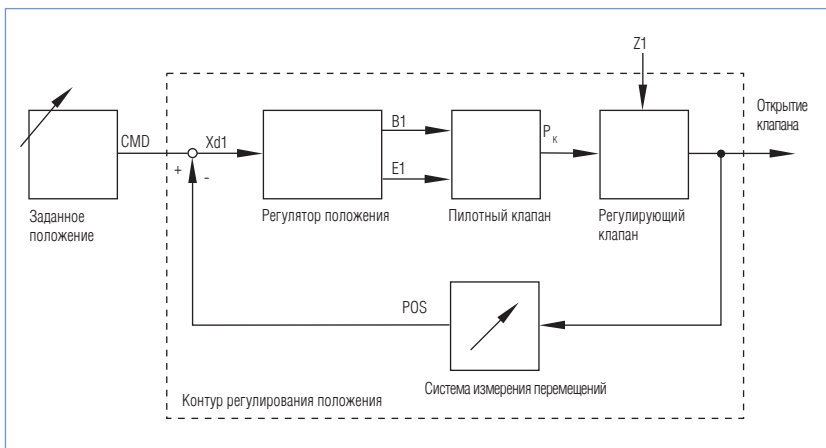 Z1
Открытие
клапана
CMD
Xd1
B1
P к
+
-
E1
Заданное
положение
Регулятор положения
Пилотный клапан
Регулирующий
клапан
POS
Система измерения перемещений
Контур регулирования положения